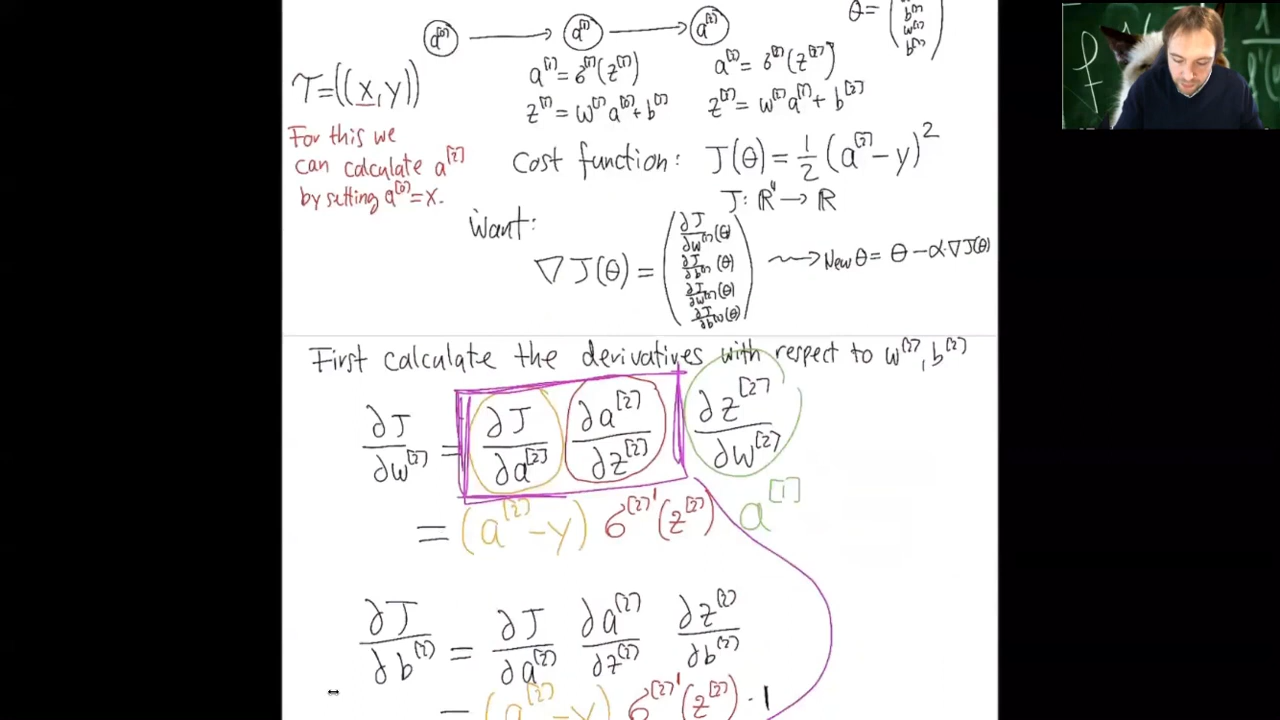 a^[0] → a^[1] → a^[2]
θ = ( b^[1] w^[2] b^[2] )
a^[1] = σ^[1](z^[1])
a^[2] = σ^[2](z^[2])
z^[1] = w^[1] a^[0] + b^[1]
z^[2] = w^[2] a^[1] + b^[2]
T = ((x, y))
For this we
can calculate a^[2]
by setting a^[0] = x.
Cost function: J(θ) = 1/2 (a^[2] − y)^2
J: ℝ^4 → ℝ
Want:
∇J(θ) = ( ∂J/∂w^[1] (θ) ∂J/∂b^[1] (θ) ∂J/∂w^[2] (θ) ∂J/∂b^[2] (θ) ) ⟿ New θ = θ − α·∇J(θ)
First calculate the derivatives with respect to w^[2], b^[2]
∂J/∂w^[2] = ∂J/∂a^[2] ∂a^[2]/∂z^[2] ∂z^[2]/∂w^[2]
= (a^[2] − y) σ^[2]'(z^[2]) a^[1]
∂J/∂b^[2] = ∂J/∂a^[2] ∂a^[2]/∂z^[2] ∂z^[2]/∂b^[2]
= (a^[2] − y) σ^[2]'(z^[2]) · 1